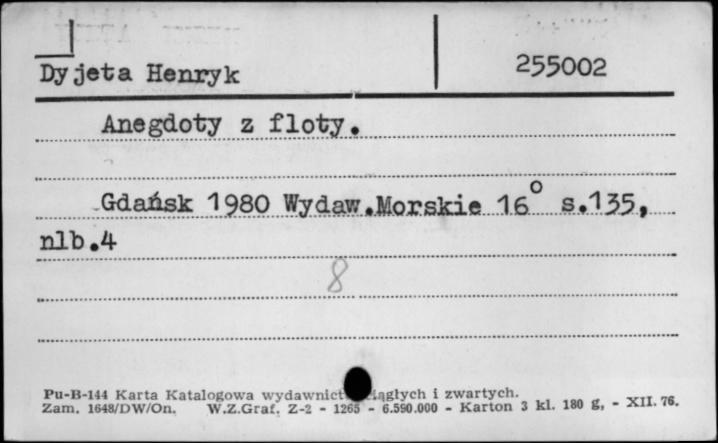 Dyjeta Henryk 255002
Anegdoty z floty.
Gdańsk 1980 Wydaw.Morskie 16° s.135,
nlb.4
8
Pu-B-144 Karta Katalogowa wydawnictw ciągłych i zwartych.
Zam. 1648/DW/On. W.Z.Graf. Z-2 - 1265 - 6.590.000 - Karton 3 kl. 180 g, - XII. 76.